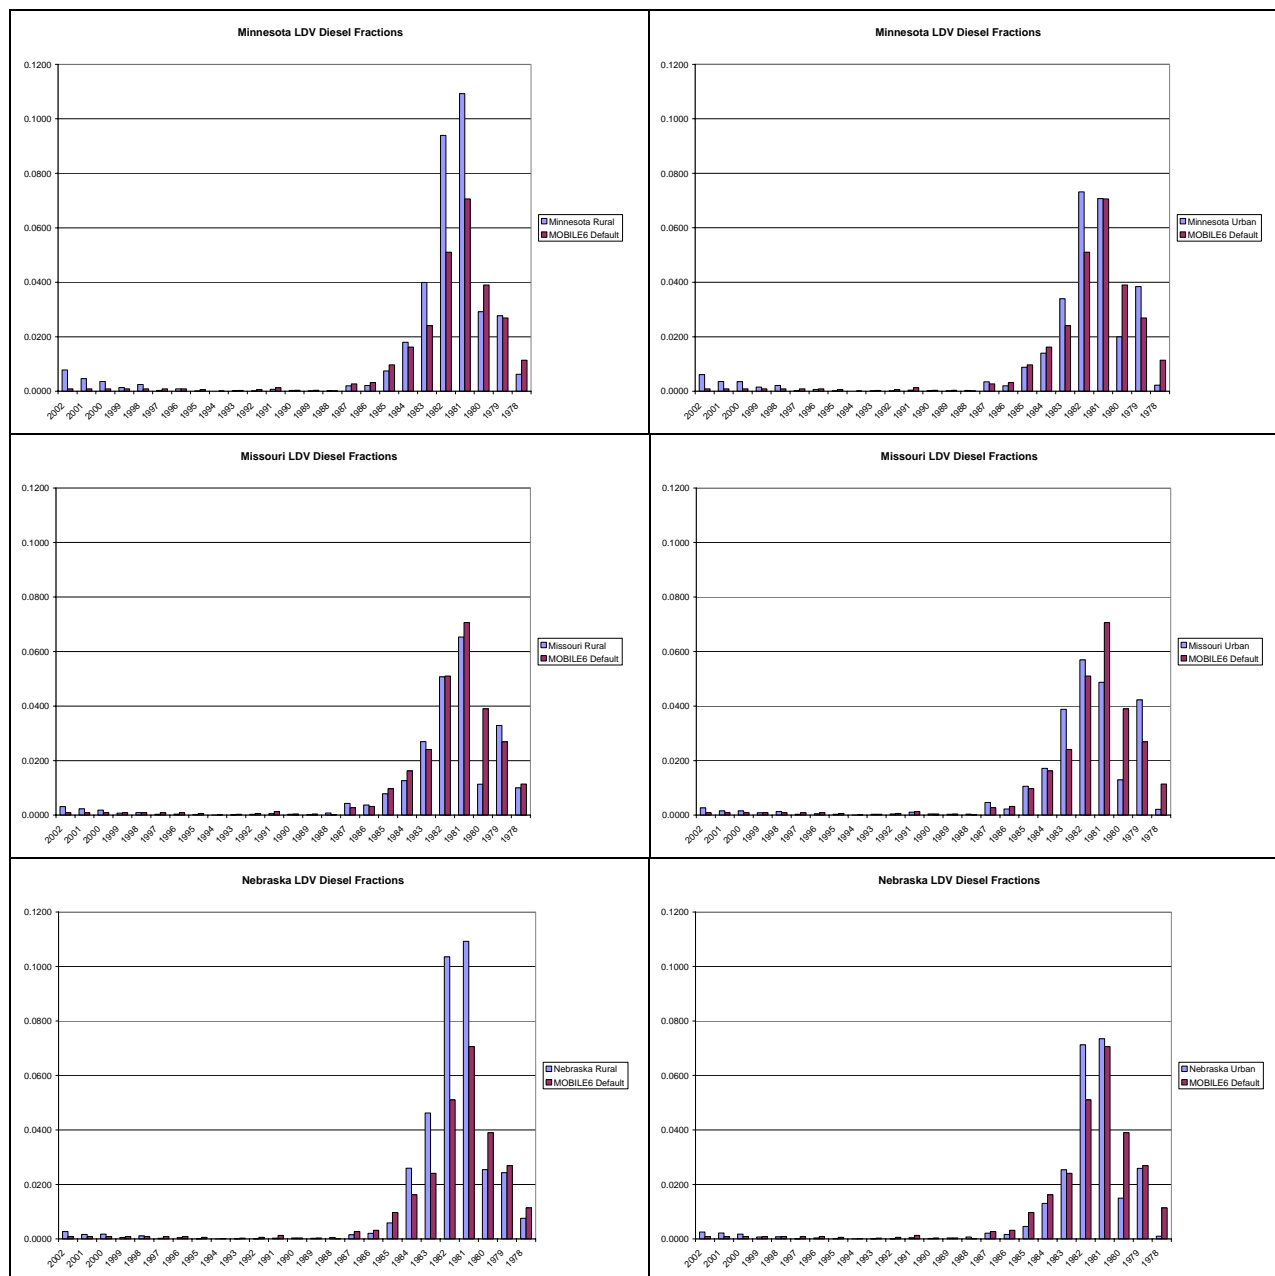 Minnesota LDV Diesel Fractions
0.1200
0.1000
0.0800
0.0600
0.0400
0.0200
0.0000
2002 2001 2000 1999 1998 1997 1996 1995 1994 1993 1992 1991 1990 1989 1988 1987 1986 1985 1984 1983 1982 1981 1980 1979 1978
Minnesota Rural
MOBILE6 Default
Minnesota LDV Diesel Fractions
0.1200
0.1000
0.0800
0.0600
0.0400
0.0200
0.0000
2002 2001 2000 1999 1998 1997 1996 1995 1994 1993 1992 1991 1990 1989 1988 1987 1986 1985 1984 1983 1982 1981 1980 1979 1978
Minnesota Urban
MOBILE6 Default
Missouri LDV Diesel Fractions
0.1200
0.1000
0.0800
0.0600
0.0400
0.0200
0.0000
2002 2001 2000 1999 1998 1997 1996 1995 1994 1993 1992 1991 1990 1989 1988 1987 1986 1985 1984 1983 1982 1981 1980 1979 1978
Missouri Rural
MOBILE6 Default
Missouri LDV Diesel Fractions
0.1200
0.1000
0.0800
0.0600
0.0400
0.0200
0.0000
2002 2001 2000 1999 1998 1997 1996 1995 1994 1993 1992 1991 1990 1989 1988 1987 1986 1985 1984 1983 1982 1981 1980 1979 1978
Missouri Urban
MOBILE6 Default
Nebraska LDV Diesel Fractions
0.1200
0.1000
0.0800
0.0600
0.0400
0.0200
0.0000
2002 2001 2000 1999 1998 1997 1996 1995 1994 1993 1992 1991 1990 1989 1988 1987 1986 1985 1984 1983 1982 1981 1980 1979 1978
Nebraska Rural
MOBILE6 Default
Nebraska LDV Diesel Fractions
0.1200
0.1000
0.0800
0.0600
0.0400
0.0200
0.0000
2002 2001 2000 1999 1998 1997 1996 1995 1994 1993 1992 1991 1990 1989 1988 1987 1986 1985 1984 1983 1982 1981 1980 1979 1978
Nebraska Urban
MOBILE6 Default